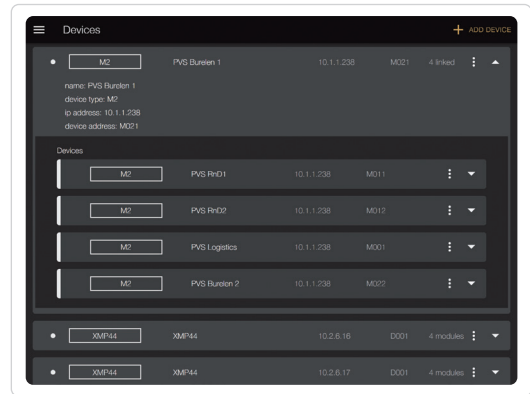 Devices
+ ADD DEVICE
M2 PVS Burelen 1 10.1.1.238 M021 4 linked
name: PVS Burelen 1
device type: M2
ip address: 10.1.1.238
device address: M021
Devices
M2 PVS RnD1 10.1.1.238 M011
M2 PVS RnD2 10.1.1.238 M012
M2 PVS Logistics 10.1.1.238 M001
M2 PVS Burelen 2 10.1.1.238 M022
XMP44 XMP44 10.2.6.16 D001 4 modules
XMP44 XMP44 10.2.6.17 D001 4 modules